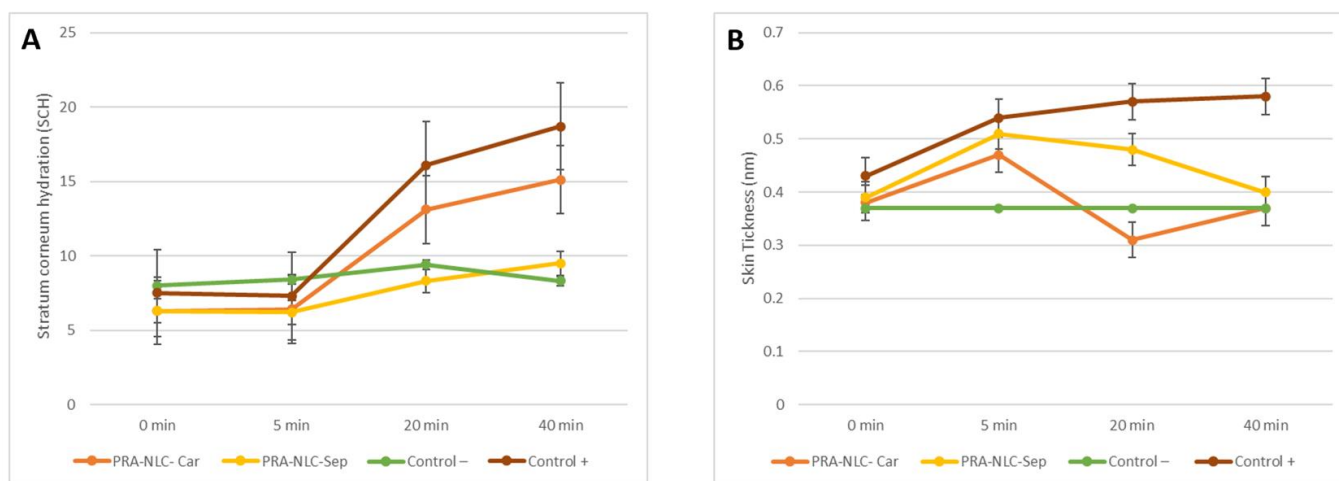 A
Stratum corneum hydration (SCH)
25
20
15
10
5
0
0 min 5 min 20 min 40 min
PRA-NLC- Car PRA-NLC-Sep Control – Control +
B
Skin Tickness (nm)
0.7
0.6
0.5
0.4
0.3
0.2
0.1
0
0 min 5 min 20 min 40 min
PRA-NLC- Car PRA-NLC-Sep Control – Control +